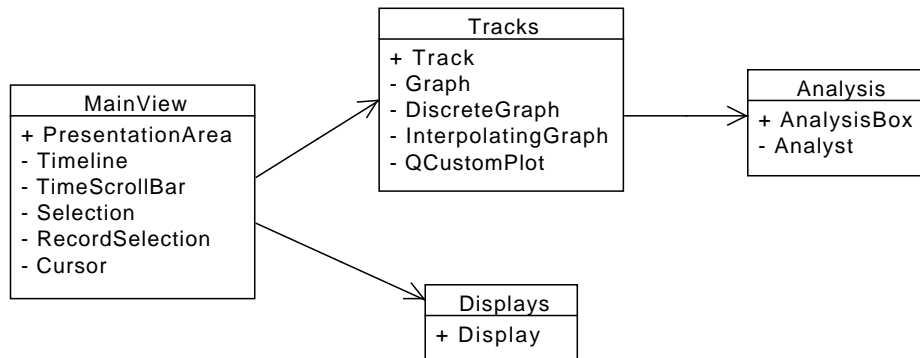 MainView
+ PresentationArea
- Timeline
- TimeScrollBar
- Selection
- RecordSelection
- Cursor
Tracks
+ Track
- Graph
- DiscreteGraph
- InterpolatingGraph
- QCustomPlot
Analysis
+ AnalysisBox
- Analyst
Displays
+ Display